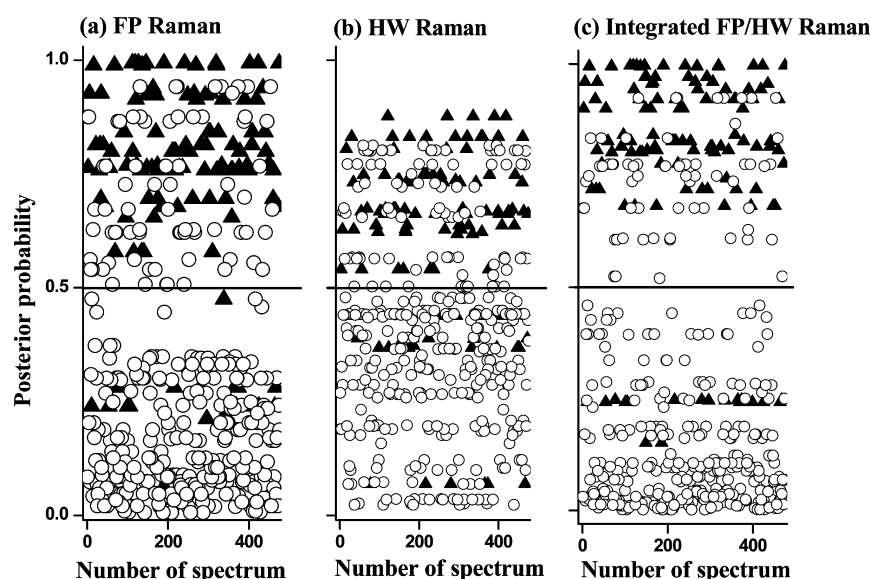 (a) FP Raman
(b) HW Raman
(c) Integrated FP/HW Raman
Posterior probability
1.0
0.5
0.0
0 200 400
0 200 400
0 200 400
Number of spectrum
Number of spectrum
Number of spectrum